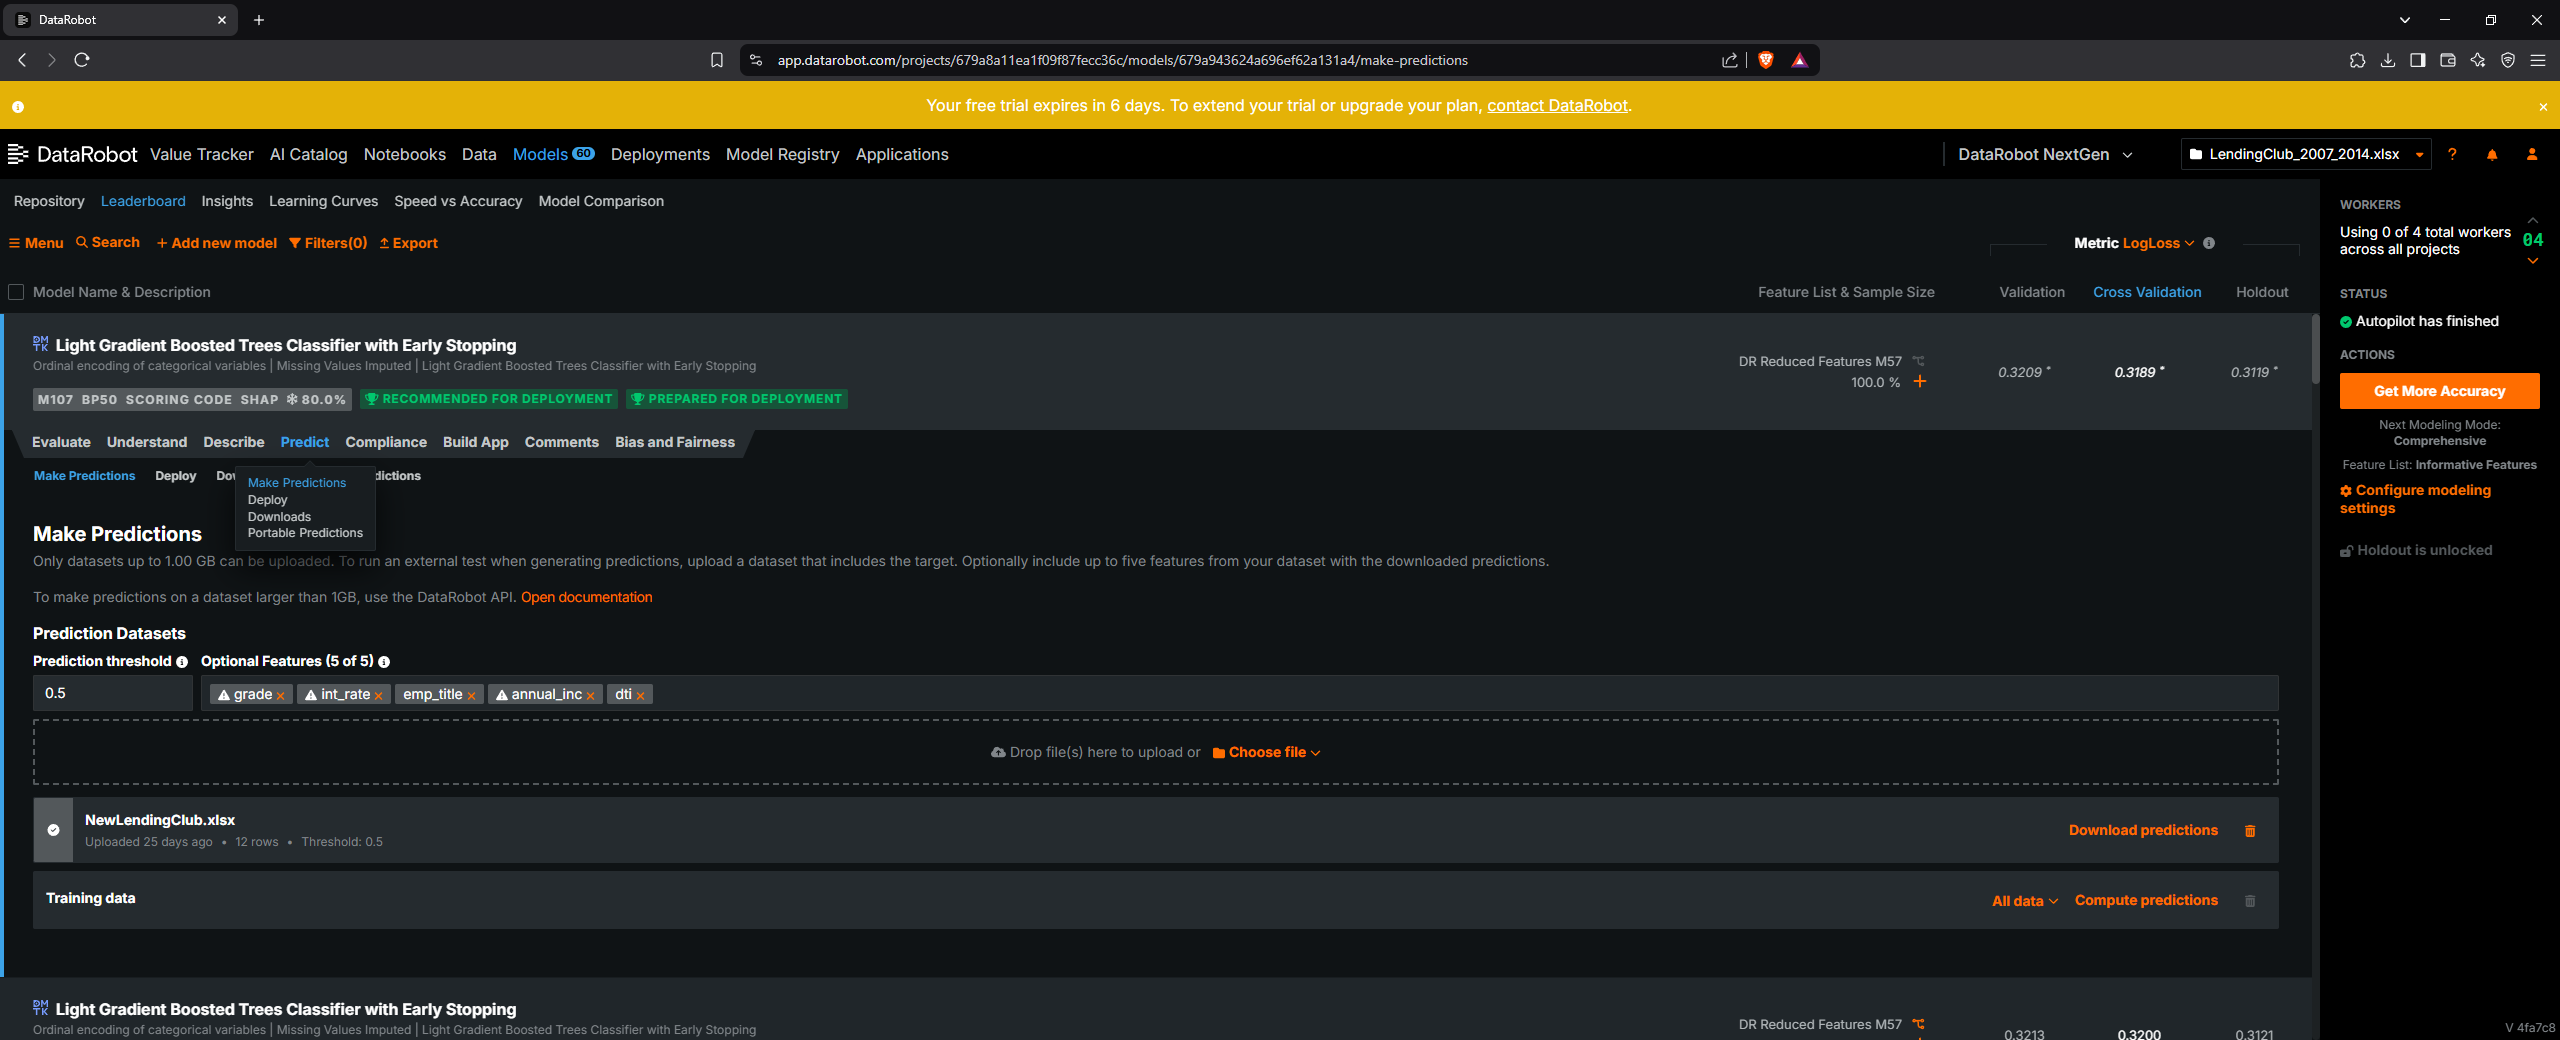 DataRobot
app.datarobot.com/projects/679a8a11ea1f09f87fecc36c/models/679a943624a696ef62a131a4/make-predictions
Your free trial expires in 6 days. To extend your trial or upgrade your plan, contact DataRobot.
DataRobot Value Tracker AI Catalog Notebooks Data Models 60 Deployments Model Registry Applications DataRobot NextGen LendingClub_2007_2014.xlsx ?
Repository Leaderboard Insights Learning Curves Speed vs Accuracy Model Comparison
Menu Search + Add new model Filters(0) Export Metric LogLoss
Model Name & Description Feature List & Sample Size Validation Cross Validation Holdout
DM TK Light Gradient Boosted Trees Classifier with Early Stopping
Ordinal encoding of categorical variables | Missing Values Imputed | Light Gradient Boosted Trees Classifier with Early Stopping
DR Reduced Features M57
100.0 % +
0.3209 * 0.3189 * 0.3119 *
M107 BP50 SCORING CODE SHAP 80.0% RECOMMENDED FOR DEPLOYMENT PREPARED FOR DEPLOYMENT
Evaluate Understand Describe Predict Compliance Build App Comments Bias and Fairness
Make Predictions Deploy Dow dictions
Make Predictions
Deploy
Downloads
Portable Predictions
Make Predictions
Only datasets up to 1.00 GB can be uploaded. To run an external test when generating predictions, upload a dataset that includes the target. Optionally include up to five features from your dataset with the downloaded predictions.
To make predictions on a dataset larger than 1GB, use the DataRobot API. Open documentation
Prediction Datasets
Prediction threshold Optional Features (5 of 5)
0.5 grade × int_rate × emp_title × annual_inc × dti ×
Drop file(s) here to upload or Choose file
NewLendingClub.xlsx
Uploaded 25 days ago • 12 rows • Threshold: 0.5
Download predictions
Training data All data Compute predictions
DM TK Light Gradient Boosted Trees Classifier with Early Stopping
Ordinal encoding of categorical variables | Missing Values Imputed | Light Gradient Boosted Trees Classifier with Early Stopping
DR Reduced Features M57
0.3213 0.3200 0.3121
WORKERS
Using 0 of 4 total workers
across all projects
04
STATUS
Autopilot has finished
ACTIONS
Get More Accuracy
Next Modeling Mode:
Comprehensive
Feature List: Informative Features
Configure modeling
settings
Holdout is unlocked
V 4fa7c8